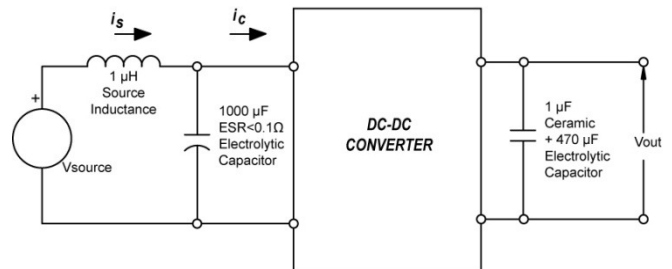 iₛ
i꜀
1 µH
Source
Inductance
+
Vsource
1000 µF
ESR<0.1Ω
Electrolytic
Capacitor
DC-DC
CONVERTER
1 µF
Ceramic
+ 470 µF
Electrolytic
Capacitor
Vout